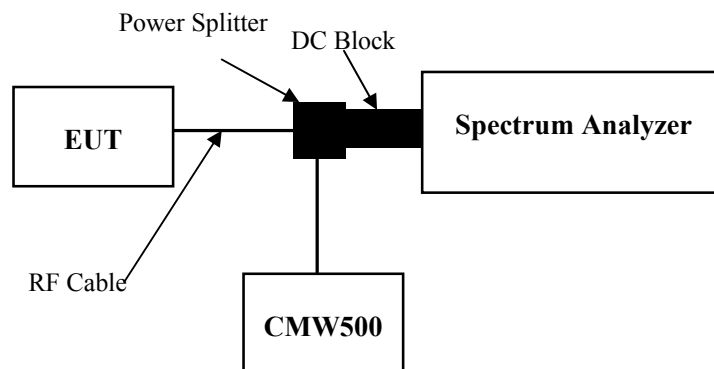 Power Splitter
DC Block
EUT
Spectrum Analyzer
RF Cable
CMW500